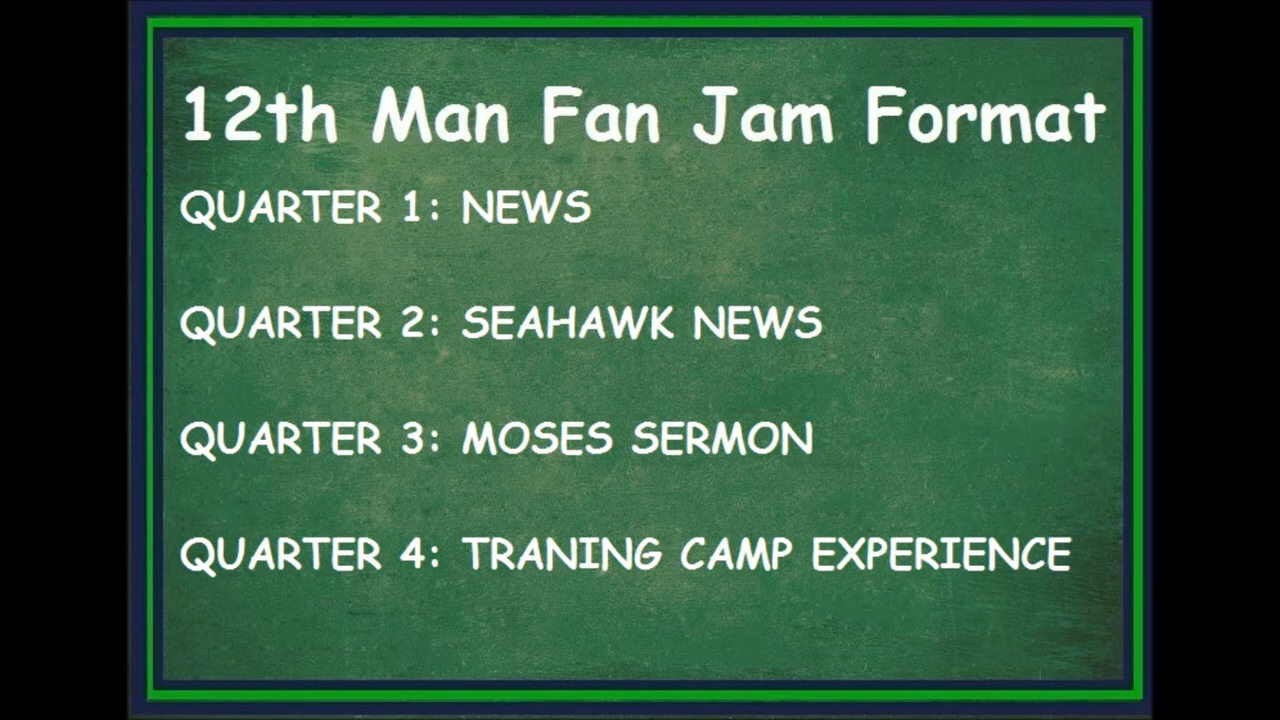 12th Man Fan Jam Format
QUARTER 1: NEWS
QUARTER 2: SEAHAWK NEWS
QUARTER 3: MOSES SERMON
QUARTER 4: TRANING CAMP EXPERIENCE